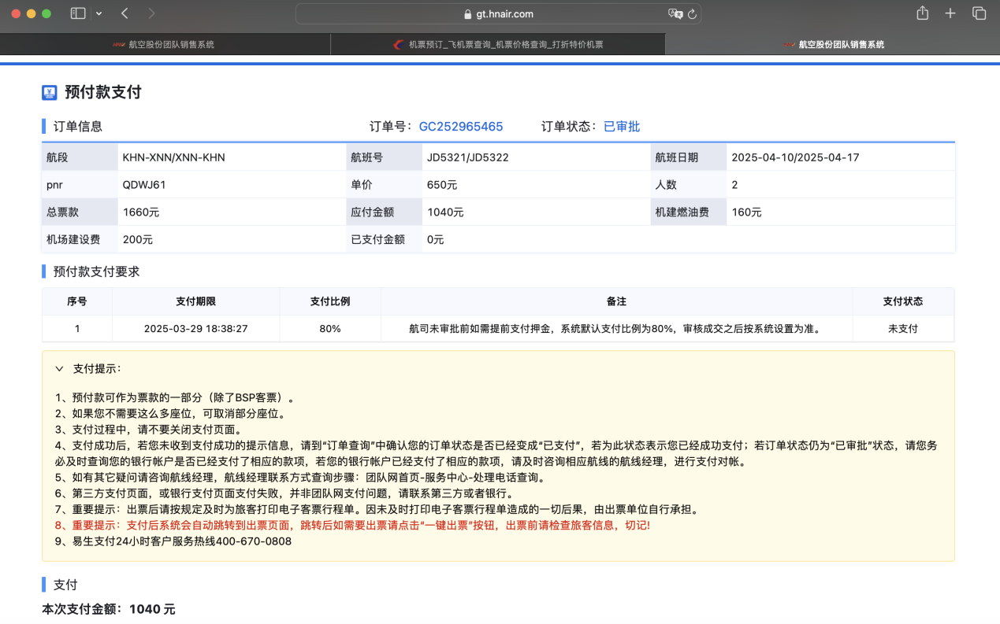 gt.hnair.com
航空股份团队销售系统
机票预订_飞机票查询_机票价格查询_打折特价机票
航空股份团队销售系统
预付款支付
订单信息 订单号：GC252965465 订单状态：已审批
航段 KHN-XNN/XNN-KHN 航班号 JD5321/JD5322 航班日期 2025-04-10/2025-04-17
pnr QDWJ61 单价 650元 人数 2
总票款 1660元 应付金额 1040元 机建燃油费 160元
机场建设费 200元 已支付金额 0元
预付款支付要求
序号 支付期限 支付比例 备注 支付状态
1 2025-03-29 18:38:27 80% 航司未审批前如需提前支付押金，系统默认支付比例为80%，审核成交之后按系统设置为准。 未支付
支付提示：
1、预付款可作为票款的一部分（除了BSP客票）。
2、如果您不需要这么多座位，可取消部分座位。
3、支付过程中，请不要关闭支付页面。
4、支付成功后，若您未收到支付成功的提示信息，请到“订单查询”中确认您的订单状态是否已经变成“已支付”，若为此状态表示您已经成功支付；若订单状态仍为“已审批”状态，请您务
必及时查询您的银行帐户是否已经支付了相应的款项，若您的银行帐户已经支付了相应的款项，请及时咨询相应航线的航线经理，进行支付对帐。
5、如有其它疑问请咨询航线经理，航线经理联系方式查询步骤：团队网首页-服务中心-处理电话查询。
6、第三方支付页面，或银行支付页面支付失败，并非团队网支付问题，请联系第三方或者银行。
7、重要提示：出票后请按规定及时为旅客打印电子客票行程单。因未及时打印电子客票行程单造成的一切后果，由出票单位自行承担。
8、重要提示：支付后系统会自动跳转到出票页面，跳转后如需要出票请点击“一键出票”按钮，出票前请检查旅客信息，切记!
9、易生支付24小时客户服务热线400-670-0808
支付
本次支付金额：1040 元